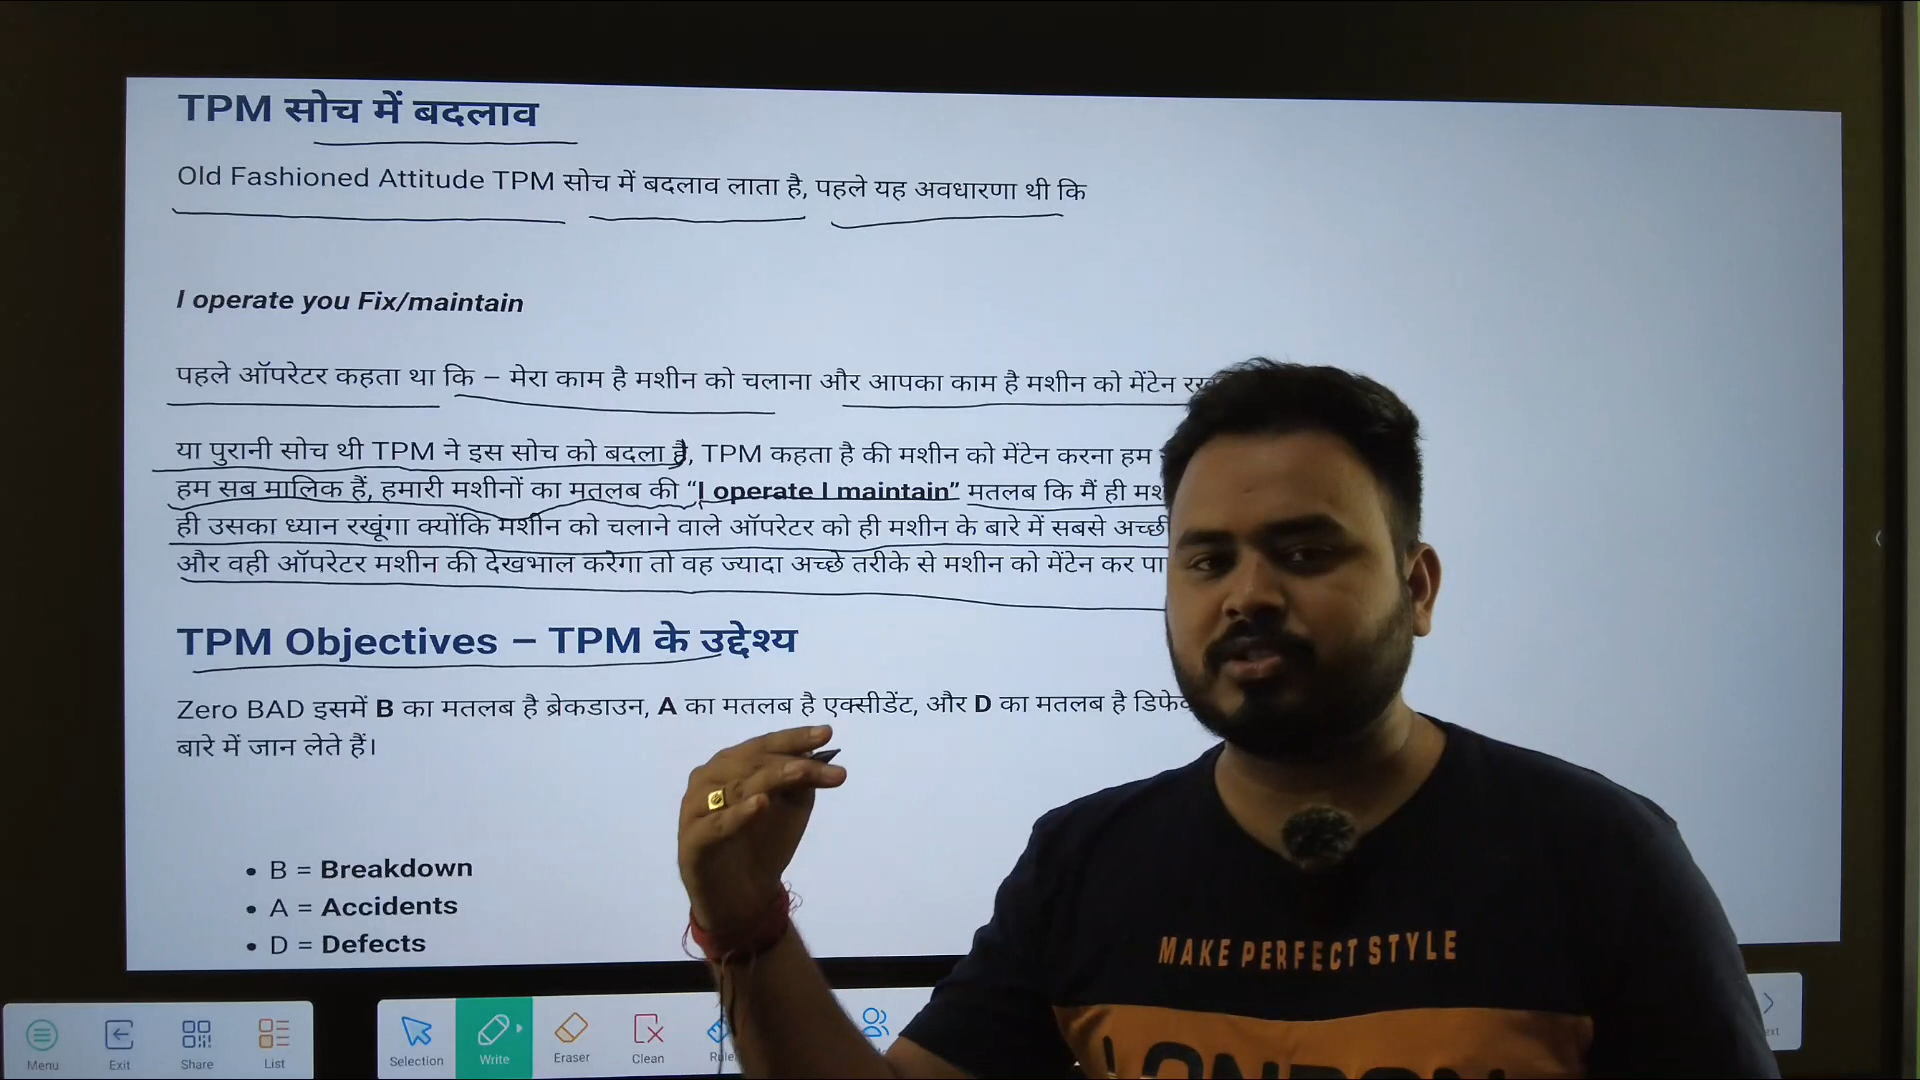 TPM सोच में बदलाव
Old Fashioned Attitude TPM सोच में बदलाव लाता है, पहले यह अवधारणा थी कि
I operate you Fix/maintain
पहले ऑपरेटर कहता था कि – मेरा काम है मशीन को चलाना और आपका काम है मशीन को मेंटेन
या पुरानी सोच थी TPM ने इस सोच को बदला है, TPM कहता है की मशीन को मेंटेन करना हम
हम सब मालिक हैं, हमारी मशीनों का मतलब की “I operate I maintain” मतलब कि मैं ही
ही उसका ध्यान रखूंगा क्योंकि मशीन को चलाने वाले ऑपरेटर को ही मशीन के बारे में सबसे अच्छी
और वही ऑपरेटर मशीन की देखभाल करेगा तो वह ज्यादा अच्छे तरीके से मशीन को मेंटेन कर पा
TPM Objectives – TPM के उद्देश्य
Zero BAD इसमें B का मतलब है ब्रेकडाउन, A का मतलब है एक्सीडेंट, और D का मतलब है
बारे में जान लेते हैं।
• B = Breakdown
• A = Accidents
• D = Defects
MAKE PERFECT STYLE
LONDON
Menu Exit Share List Selection Write Eraser Clean